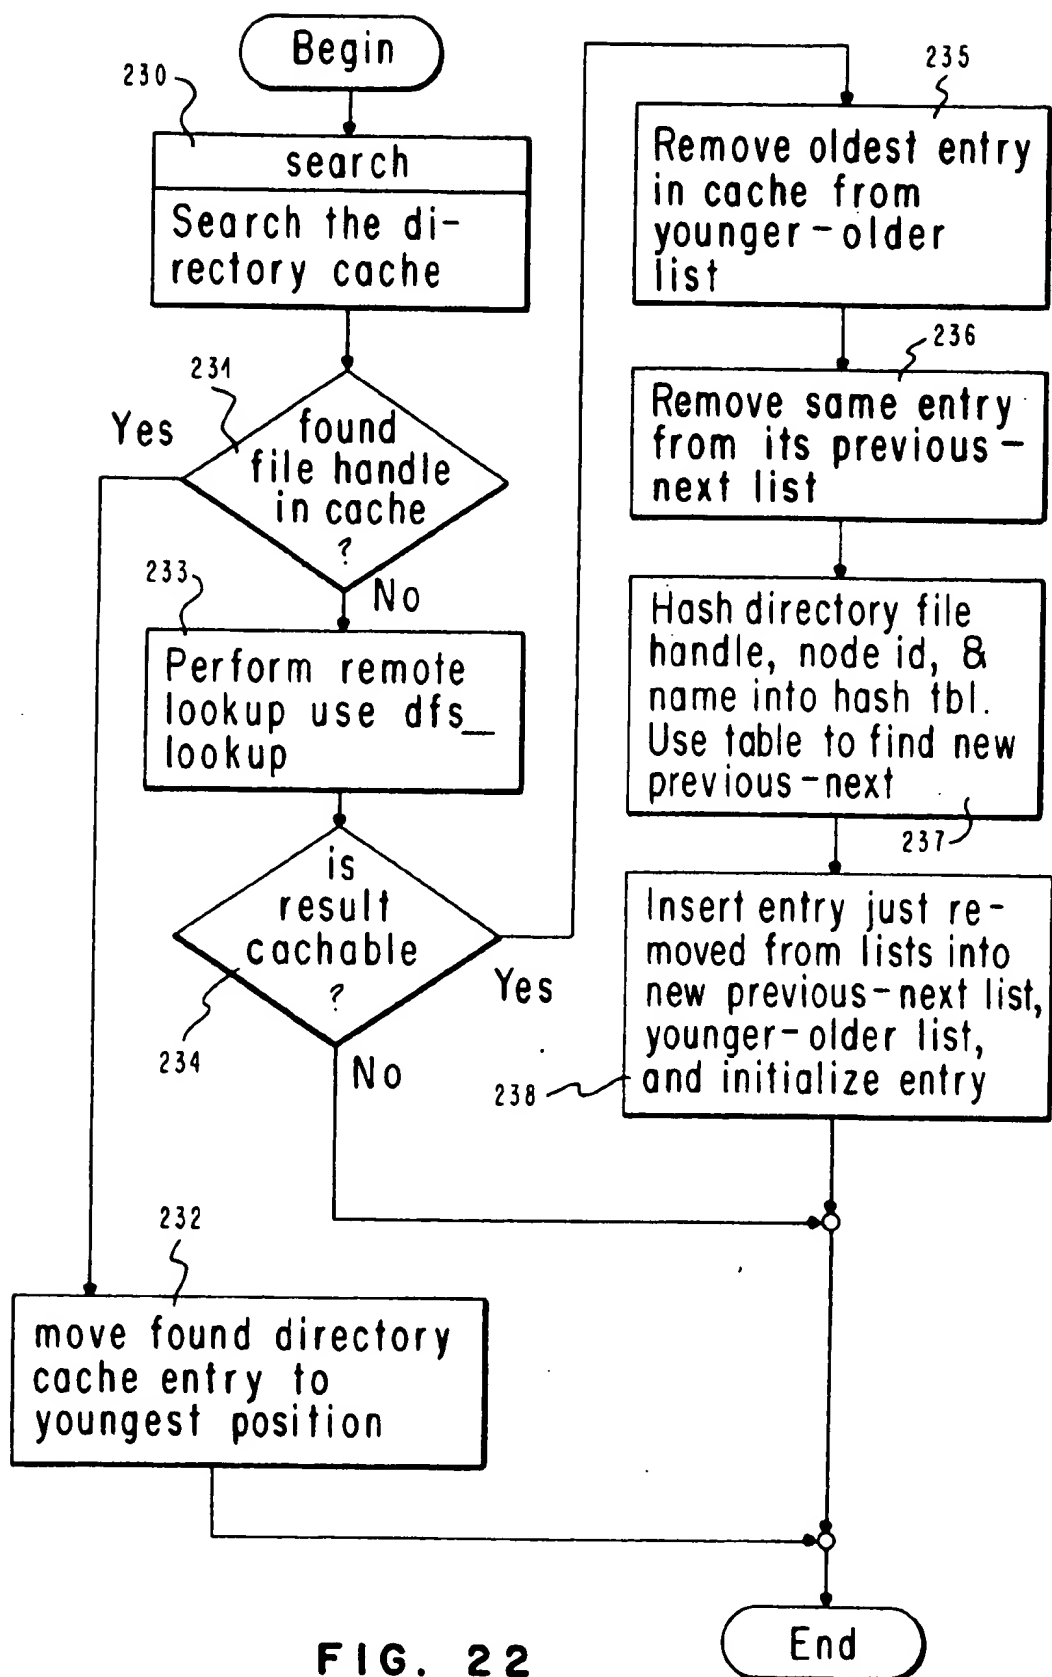 Begin
230
search
Search the di-
rectory cache
231
Yes
found
file handle
in cache
?
No
233
Perform remote
lookup use dfs_
lookup
is
result
cachable
?
Yes
234
No
235
Remove oldest entry
in cache from
younger-older
list
236
Remove same entry
from its previous-
next list
Hash directory file
handle, node id, &
name into hash tbl.
Use table to find new
previous-next
237
Insert entry just re-
moved from lists into
new previous-next list,
younger-older list,
and initialize entry
238
232
move found directory
cache entry to
youngest position
End
FIG. 22